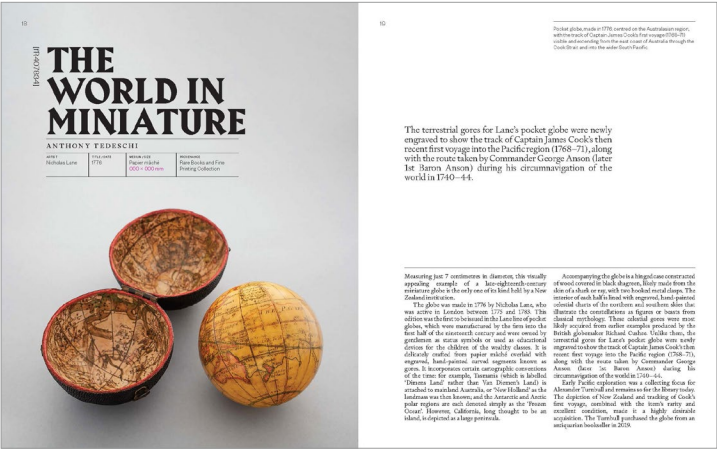 15
[R-407934]
THE
WORLD IN
MINIATURE
ANTHONY TEDESCHI
ARTIST
Nicholas Lane
TITLE/DATE
1776
MEDIUM/SIZE
Papier mâché
000 × 000 mm
Rare Books and Fine
Printing Collection
16
Pocket globe, made in 1776, centred on the Australasian region,
with the track of Captain James Cook's first voyage (1768–71)
visible and extending from the east coast of Australia through the
Cook Strait and into the wider South Pacific.
The terrestrial gores for Lane's pocket globe were newly
engraved to show the track of Captain James Cook's then
recent first voyage into the Pacific region (1768–71), along
with the route taken by Commander George Anson (later
1st Baron Anson) during his circumnavigation of the
world in 1740–44.
Measuring just 7 centimetres in diameter, this visually
appealing example of a late-eighteenth-century
miniature globe is the only one of its kind held by a New
Zealand institution.
The globe was made in 1776 by Nicholas Lane, who
was active in London between 1775 and 1783. This
edition was the first to be issued in the Lane line of pocket
globes, which were manufactured by the firm into the
first half of the nineteenth century and were owned by
gentlemen as status symbols or used as educational
devices for the children of the wealthy classes. It is
delicately crafted from papier mâché overlaid with
engraved, hand-painted curved segments known as
gores. It incorporates certain cartographic conventions
of the time: for example, Tasmania (which is labelled
'Dimens Land' rather than Van Diemen's Land) is
attached to mainland Australia, or 'New Holland' as the
landmass was then known; and the Antarctic and Arctic
polar regions are each denoted simply as the 'Frozen
Ocean'. However, California, long thought to be an
island, is depicted as a large peninsula.
Accompanying the globe is a hinged case constructed
of wood covered in black shagreen, likely made from the
skin of a shark or ray, with two hooked metal clasps. The
interior of each half is lined with engraved, hand-painted
celestial charts of the northern and southern skies that
illustrate the constellations as figures or beasts from
classical mythology. These celestial gores were most
likely acquired from earlier examples produced by the
British globemaker Richard Cushee. Unlike them, the
terrestrial gores for Lane's pocket globe were newly
engraved to show the track of Captain James Cook's then
recent first voyage into the Pacific region (1768–71),
along with the route taken by Commander George
Anson (later 1st Baron Anson) during his
circumnavigation of the world in 1740–44.
Early Pacific exploration was a collecting focus for
Alexander Turnbull and remains so for the library today.
The depiction of New Zealand and tracking of Cook's
first voyage, combined with the item's rarity and
excellent condition, made it a highly desirable
acquisition. The Turnbull purchased the globe from an
antiquarian bookseller in 2019.